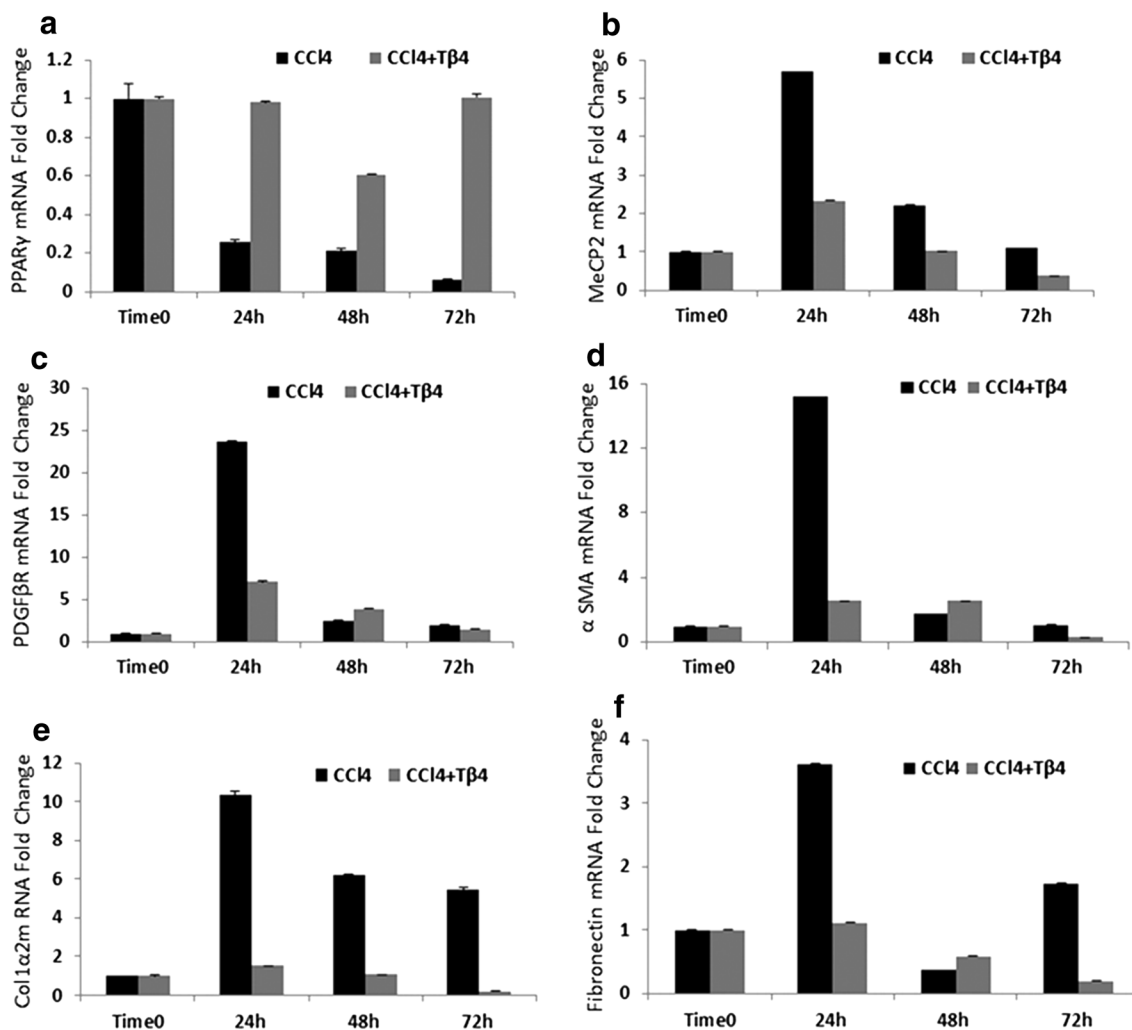 a
CCl4 CCl4+Tβ4
PPARγ mRNA Fold Change
1.2
1
0.8
0.6
0.4
0.2
0
Time0 24h 48h 72h
b
CCl4 CCl4+Tβ4
MeCP2 mRNA Fold Change
6
5
4
3
2
1
0
Time0 24h 48h 72h
c
CCl4 CCl4+Tβ4
PDGFβR mRNA Fold Change
30
25
20
15
10
5
0
Time0 24h 48h 72h
d
CCl4 CCl4+Tβ4
α SMA mRNA Fold Change
16
12
8
4
0
Time0 24h 48h 72h
e
CCl4 CCl4+Tβ4
Col1α2m RNA Fold Change
12
10
8
6
4
2
0
Time0 24h 48h 72h
f
CCl4 CCl4+Tβ4
Fibronectin mRNA Fold Change
4
3
2
1
0
Time0 24h 48h 72h